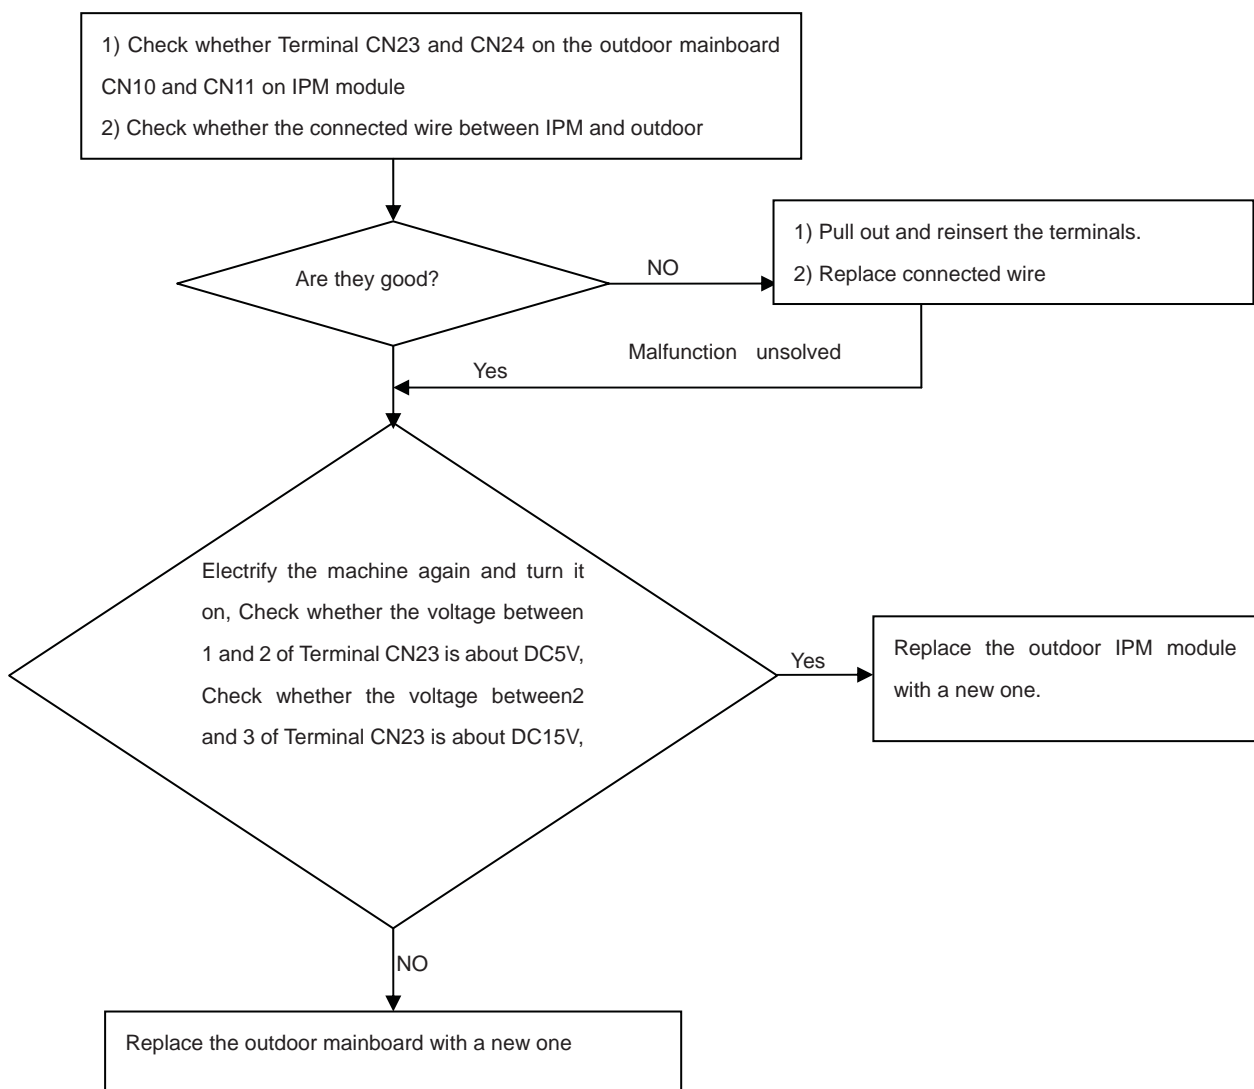 1) Check whether Terminal CN23 and CN24 on the outdoor mainboard
CN10 and CN11 on IPM module
2) Check whether the connected wire between IPM and outdoor
Are they good?
NO
1) Pull out and reinsert the terminals.
2) Replace connected wire
Malfunction unsolved
Yes
Electrify the machine again and turn it
on, Check whether the voltage between
1 and 2 of Terminal CN23 is about DC5V,
Check whether the voltage between2
and 3 of Terminal CN23 is about DC15V,
Yes
Replace the outdoor IPM module
with a new one.
NO
Replace the outdoor mainboard with a new one